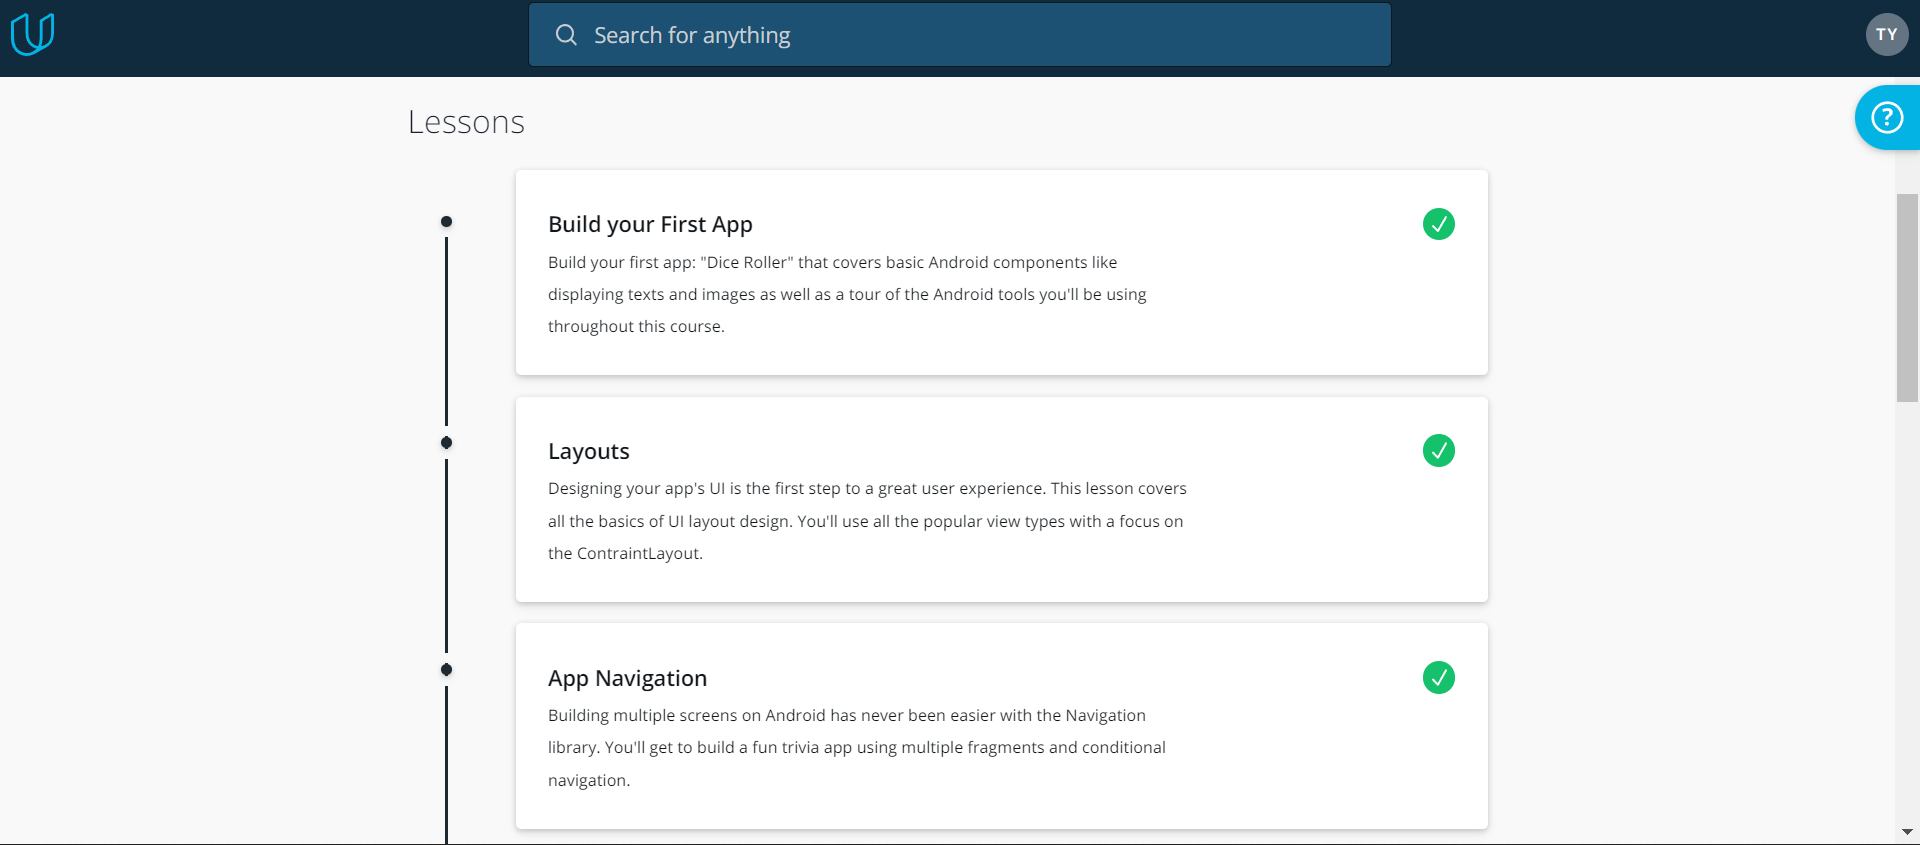 Search for anything
TY
?
Lessons
Build your First App
Build your first app: "Dice Roller" that covers basic Android components like
displaying texts and images as well as a tour of the Android tools you'll be using
throughout this course.
Layouts
Designing your app's UI is the first step to a great user experience. This lesson covers
all the basics of UI layout design. You'll use all the popular view types with a focus on
the ContraintLayout.
App Navigation
Building multiple screens on Android has never been easier with the Navigation
library. You'll get to build a fun trivia app using multiple fragments and conditional
navigation.